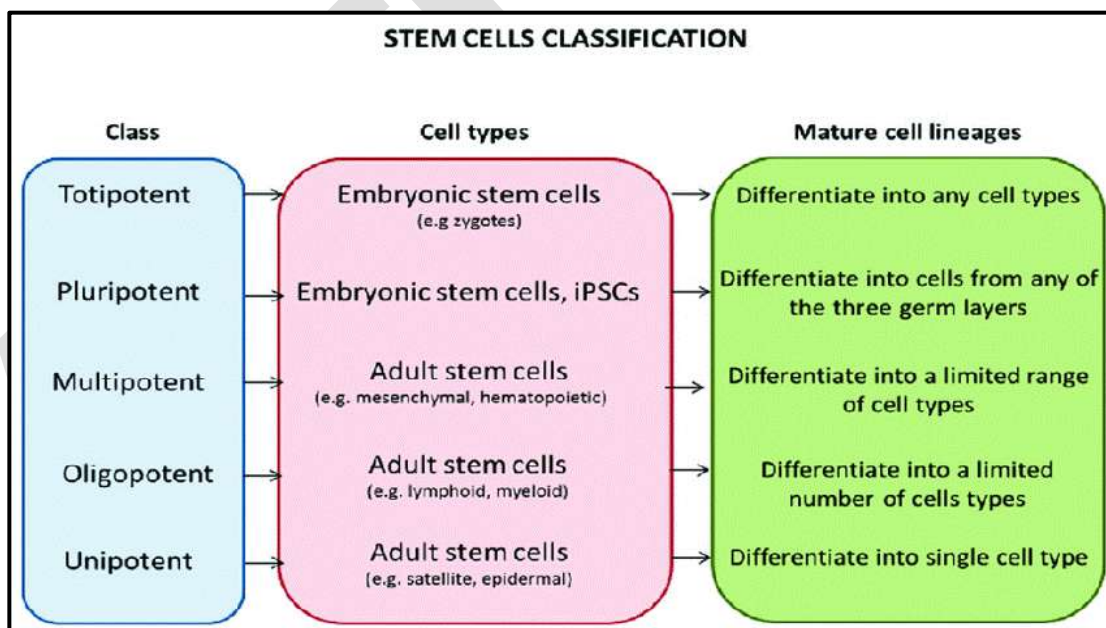 STEM CELLS CLASSIFICATION
Class
Cell types
Mature cell lineages
Totipotent
Embryonic stem cells
(e.g zygotes)
Differentiate into any cell types
Pluripotent
Embryonic stem cells, iPSCs
Differentiate into cells from any of
the three germ layers
Multipotent
Adult stem cells
(e.g. mesenchymal, hematopoietic)
Differentiate into a limited range
of cell types
Oligopotent
Adult stem cells
(e.g. lymphoid, myeloid)
Differentiate into a limited
number of cells types
Unipotent
Adult stem cells
(e.g. satellite, epidermal)
Differentiate into single cell type